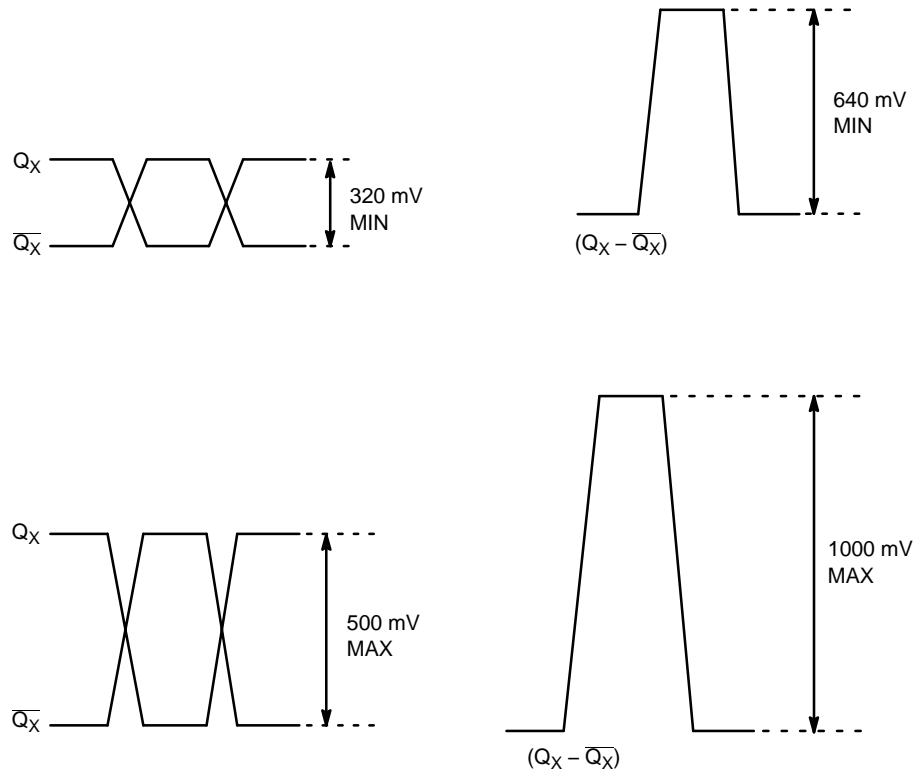 640 mV
MIN
Q_X
320 mV
MIN
Q̅_X̅
(Q_X – Q̅_X̅)
Q_X
1000 mV
MAX
500 mV
MAX
Q̅_X̅
(Q_X – Q̅_X̅)